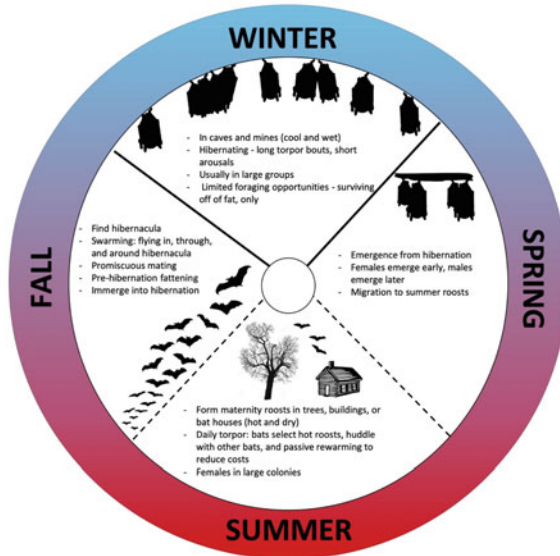 WINTER
- In caves and mines (cool and wet)
- Hibernating - long torpor bouts, short
arousals
- Usually in large groups
- Limited foraging opportunities - surviving
off of fat, only
FALL
- Find hibernacula
- Swarming: flying in, through,
and around hibernacula
- Promiscuous mating
- Pre-hibernation fattening
- Immerge into hibernation
SPRING
- Emergence from hibernation
- Females emerge early, males
emerge later
- Migration to summer roosts
- Form maternity roosts in trees, buildings, or
bat houses (hot and dry)
- Daily torpor: bats select hot roosts, huddle
with other bats, and passive rewarming to
reduce costs
- Females in large colonies
SUMMER